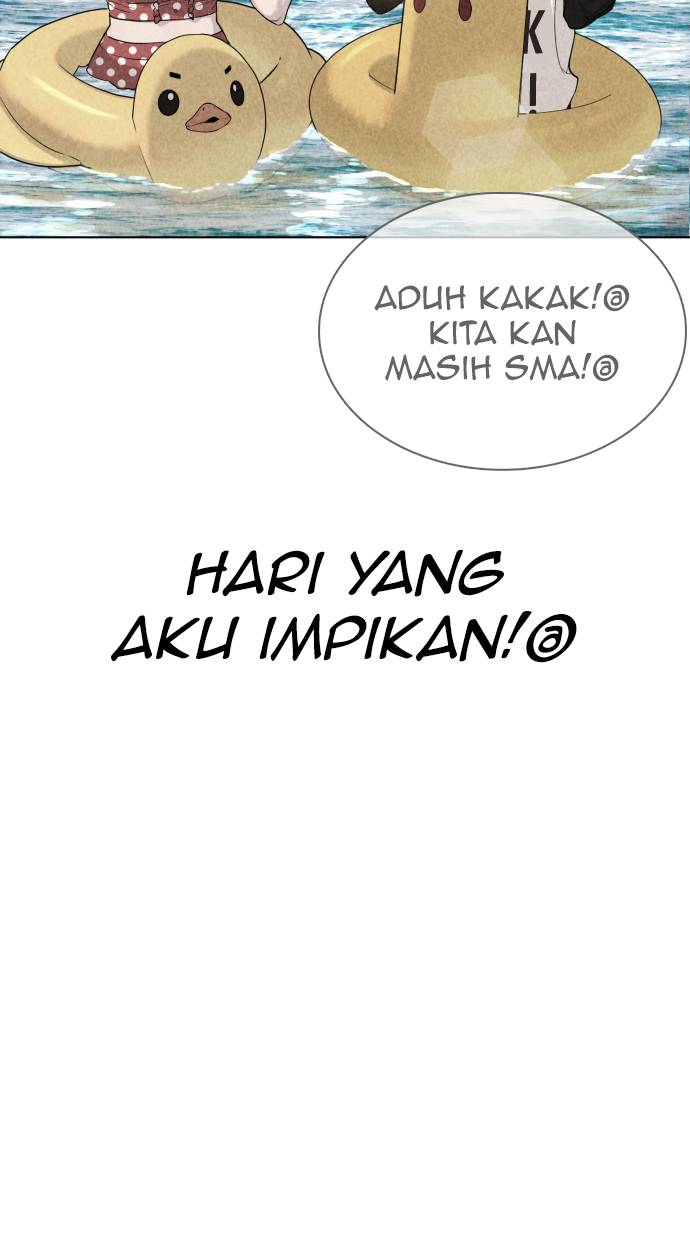 K
!
ADUH KAKAK!@
KITA KAN
MASIH SMA!@
HARI YANG
AKU IMPIKAN!@